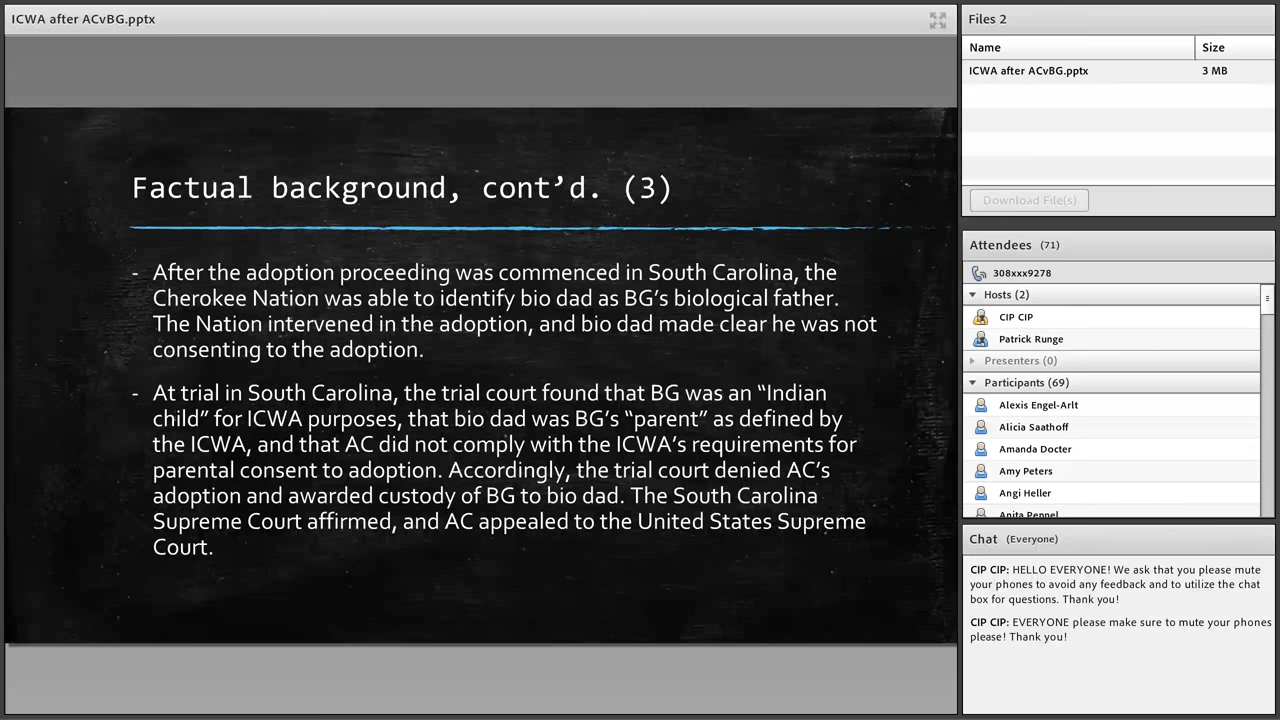 ICWA after ACvBG.pptx
Factual background, cont’d. (3)
- After the adoption proceeding was commenced in South Carolina, the
Cherokee Nation was able to identify bio dad as BG’s biological father.
The Nation intervened in the adoption, and bio dad made clear he was not
consenting to the adoption.
- At trial in South Carolina, the trial court found that BG was an “Indian
child” for ICWA purposes, that bio dad was BG’s “parent” as defined by
the ICWA, and that AC did not comply with the ICWA’s requirements for
parental consent to adoption. Accordingly, the trial court denied AC’s
adoption and awarded custody of BG to bio dad. The South Carolina
Supreme Court affirmed, and AC appealed to the United States Supreme
Court.
Files 2
Name Size
ICWA after ACvBG.pptx 3 MB
Download File(s)
Attendees (71)
308xxx9278
Hosts (2)
CIP CIP
Patrick Runge
Presenters (0)
Participants (69)
Alexis Engel-Arlt
Alicia Saathoff
Amanda Docter
Amy Peters
Angi Heller
Chat (Everyone)
CIP CIP: HELLO EVERYONE! We ask that you please mute
your phones to avoid any feedback and to utilize the chat
box for questions. Thank you!
CIP CIP: EVERYONE please make sure to mute your phones
please! Thank you!